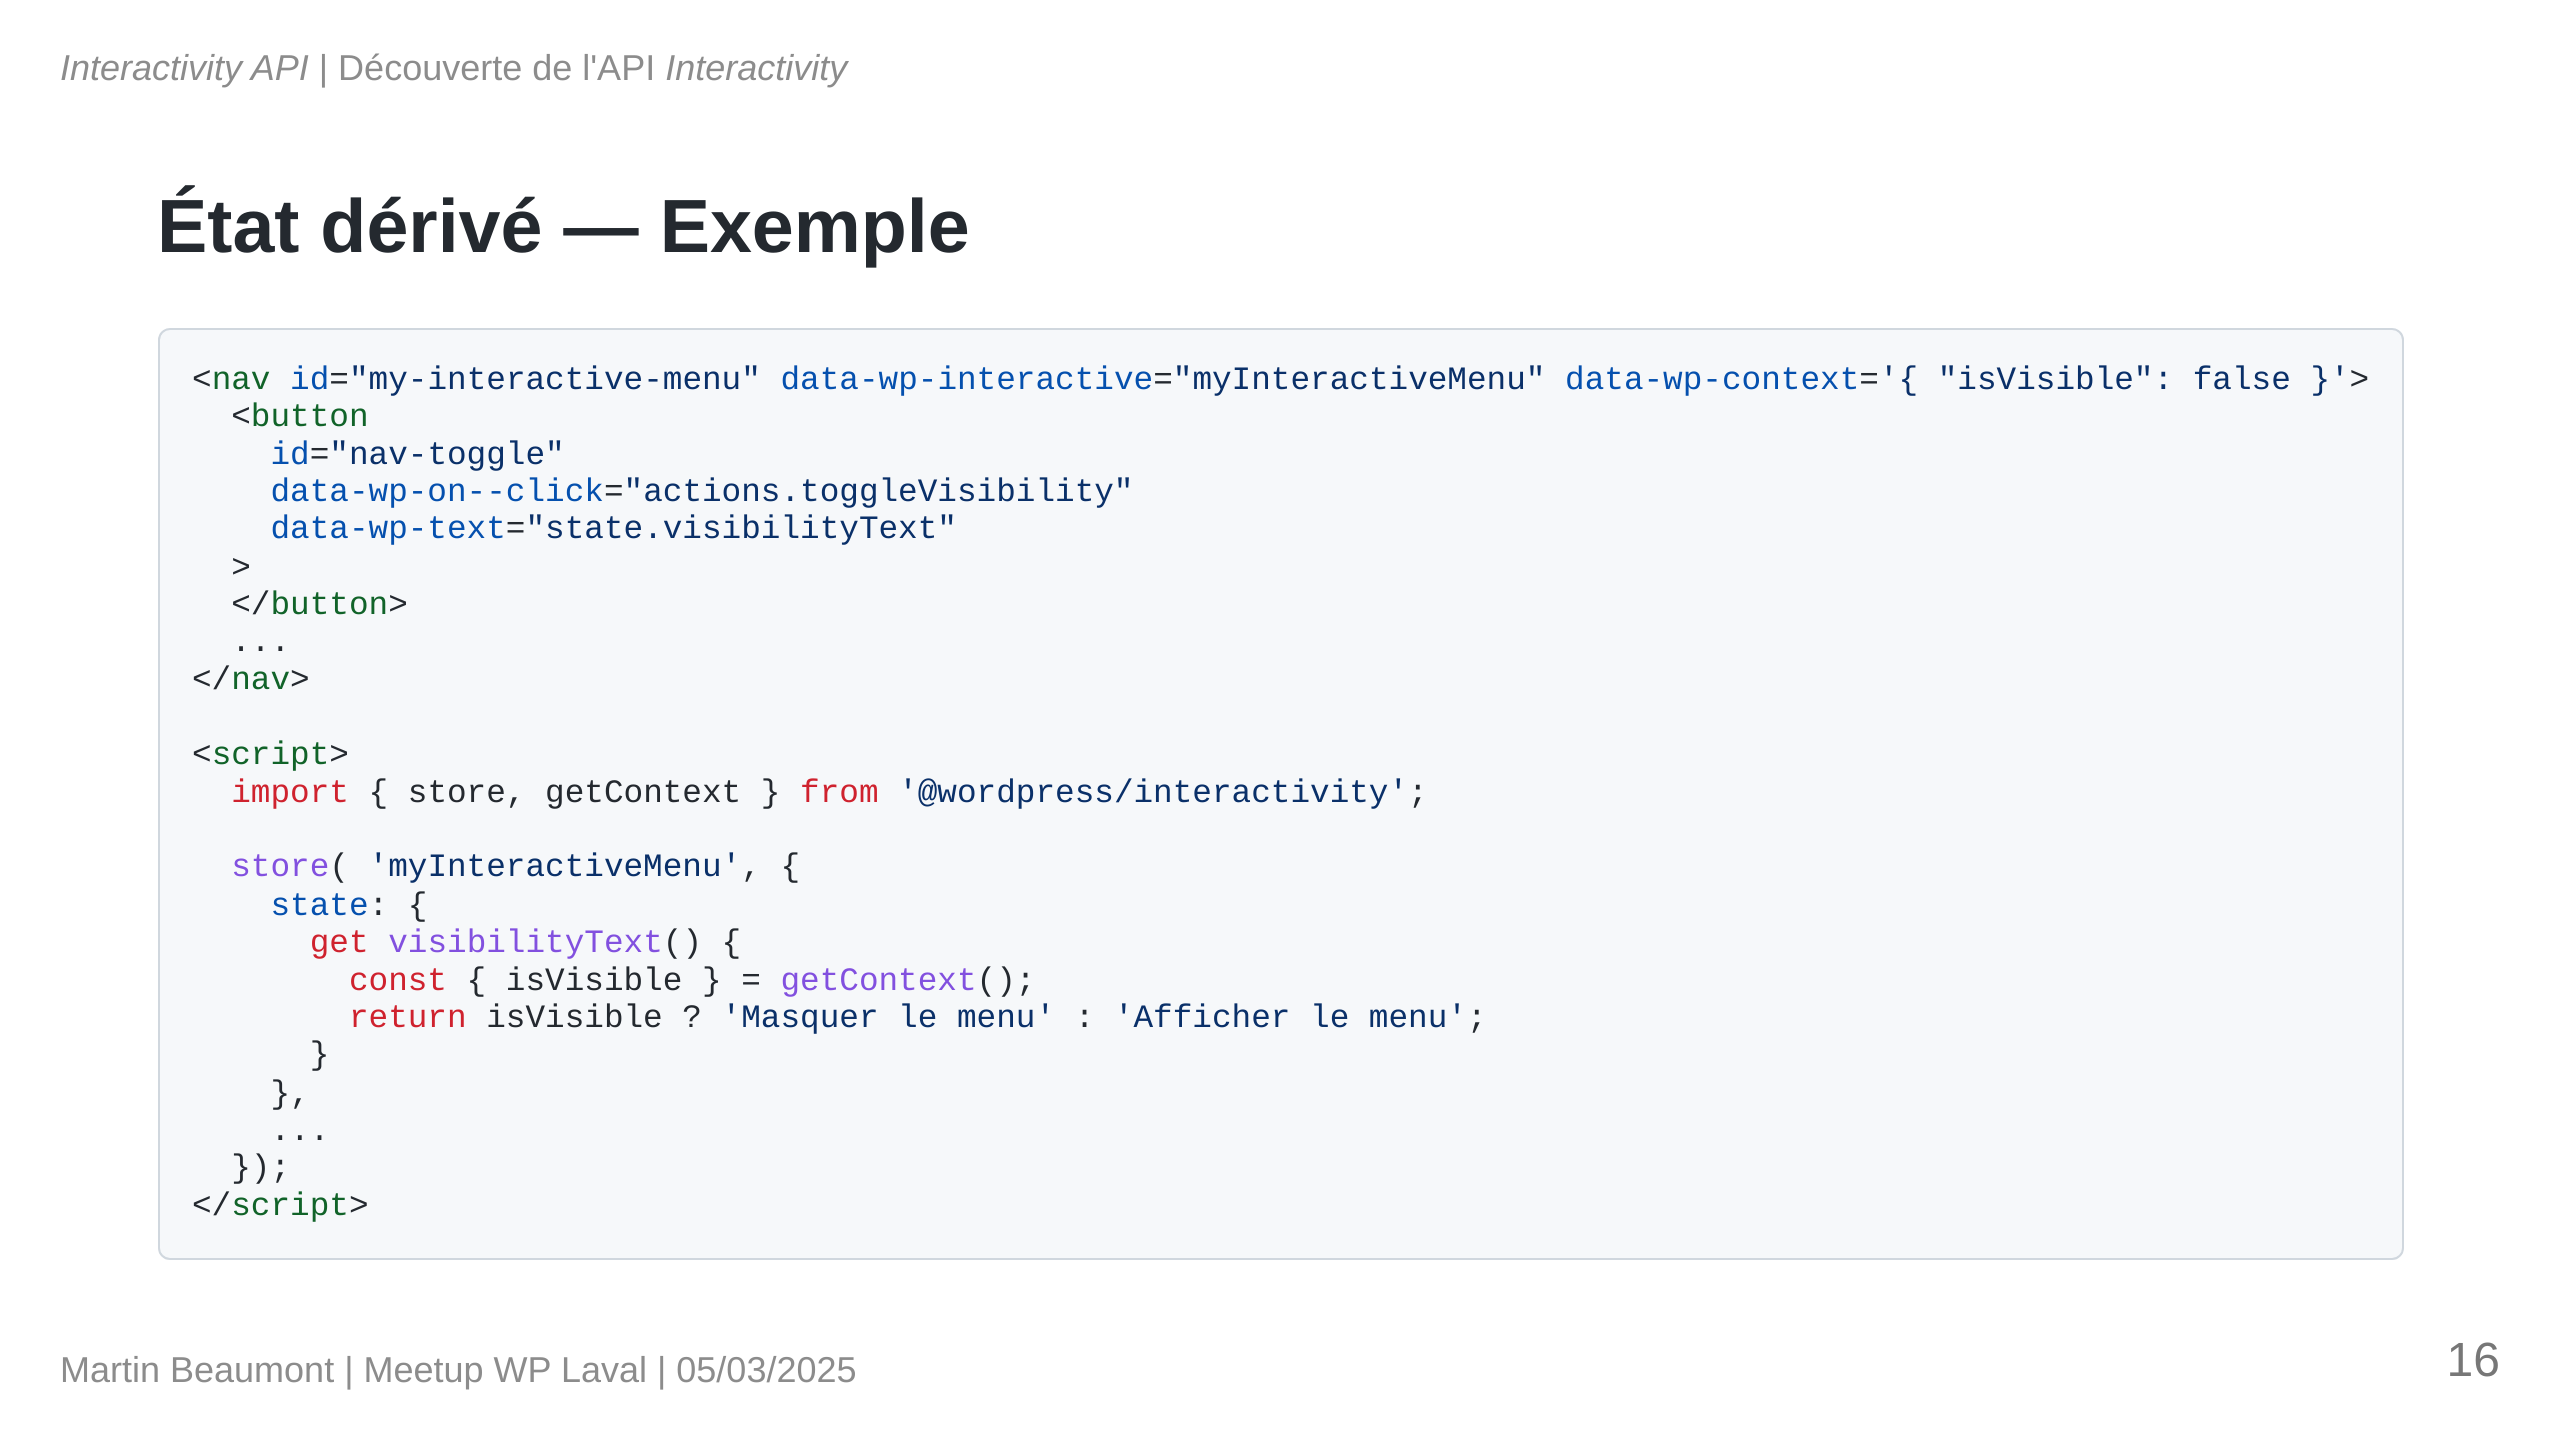 Interactivity API | Découverte de l'API Interactivity
État dérivé — Exemple
<nav id="my-interactive-menu" data-wp-interactive="myInteractiveMenu" data-wp-context='{ "isVisible": false }'>
  <button
    id="nav-toggle"
    data-wp-on--click="actions.toggleVisibility"
    data-wp-text="state.visibilityText"
  >
  </button>
  ...
</nav>

<script>
  import { store, getContext } from '@wordpress/interactivity';

  store( 'myInteractiveMenu', {
    state: {
      get visibilityText() {
        const { isVisible } = getContext();
        return isVisible ? 'Masquer le menu' : 'Afficher le menu';
      }
    },
    ...
  });
</script>
Martin Beaumont | Meetup WP Laval | 05/03/2025
16